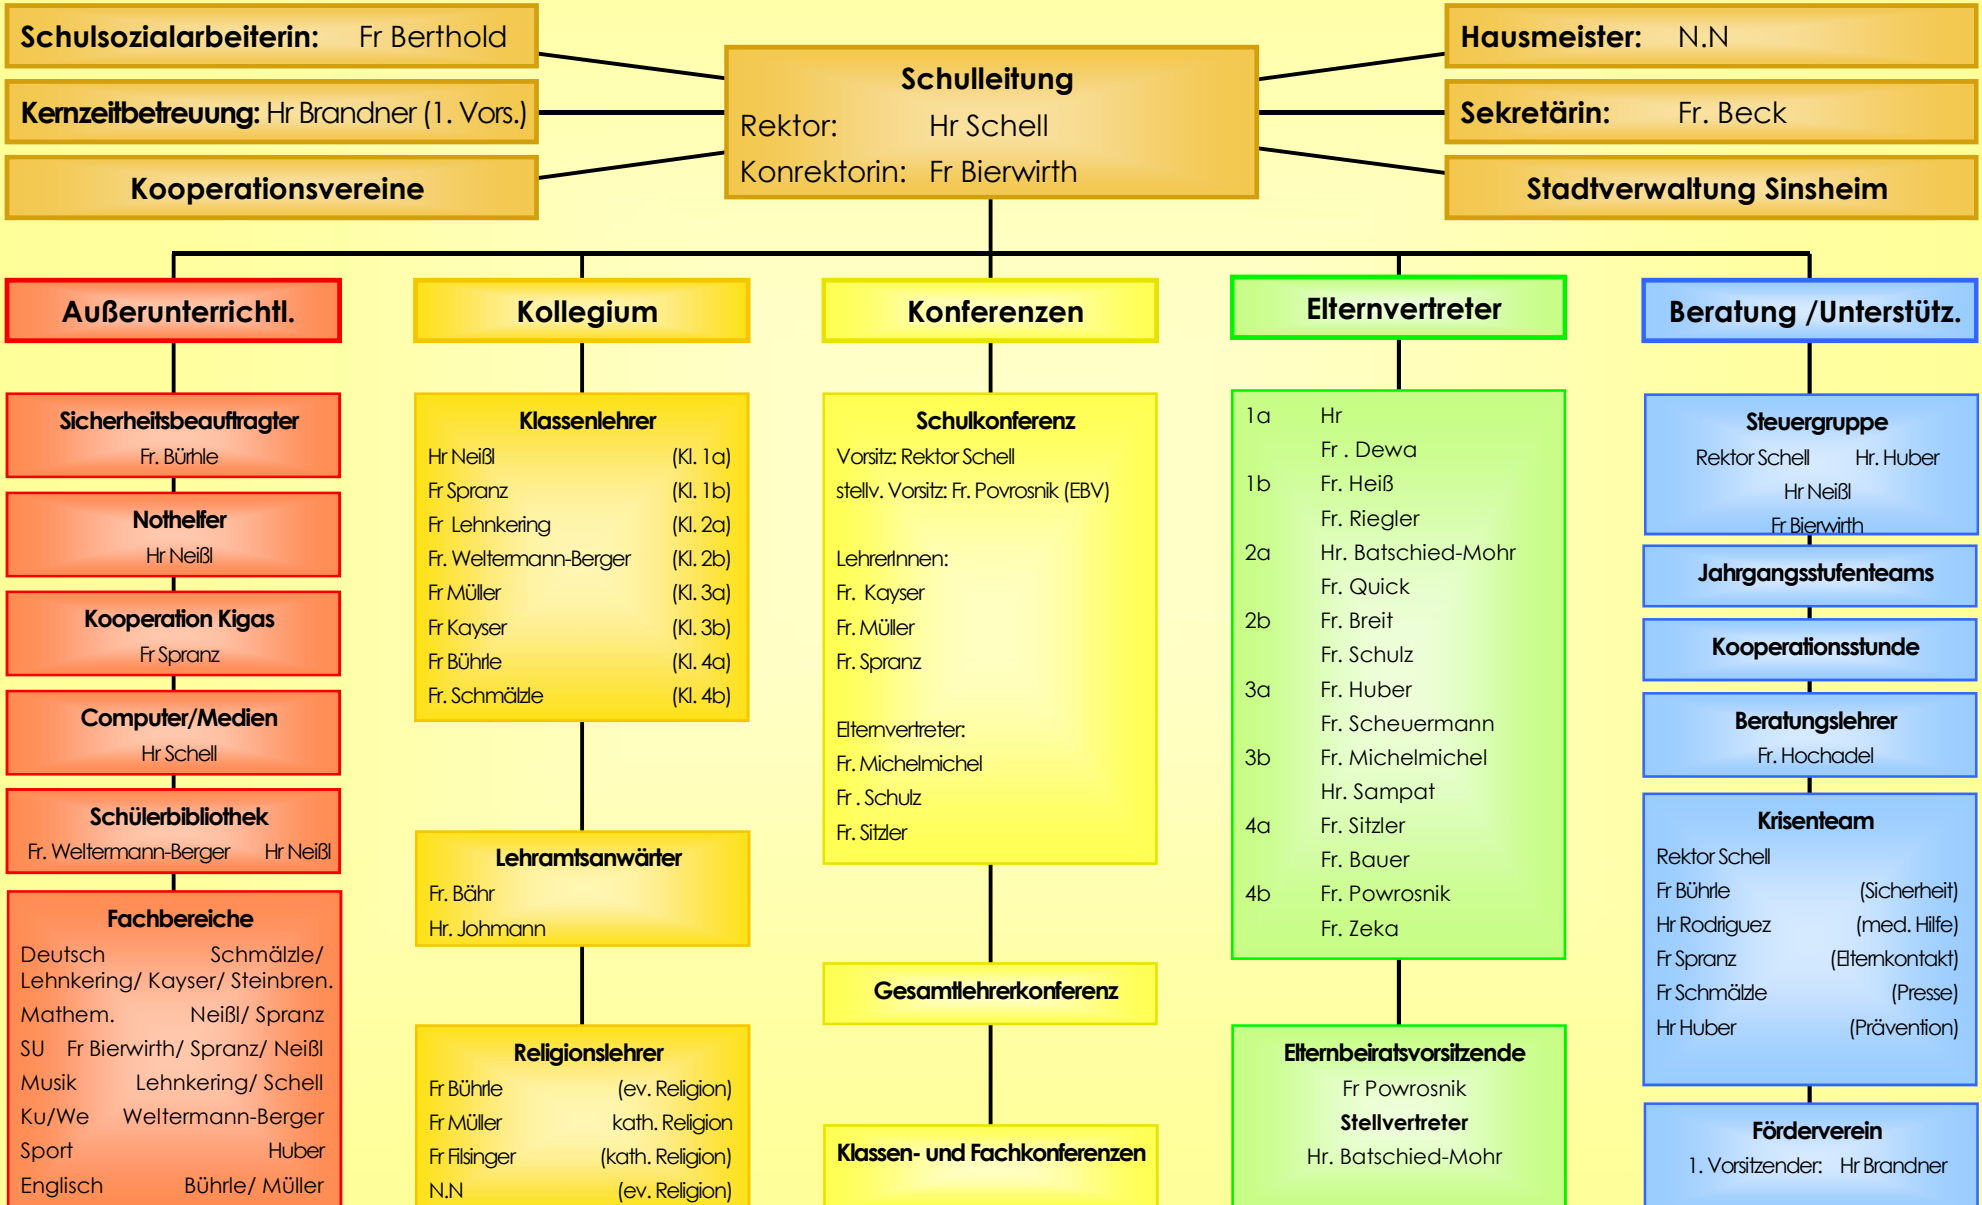 Schulsozialarbeiterin: Fr Berthold
Kernzeitbetreuung: Hr Brandner (1. Vors.)
Kooperationsvereine
Schulleitung
Rektor: Hr Schell
Konrektorin: Fr Bierwirth
Hausmeister: N.N
Sekretärin: Fr. Beck
Stadtverwaltung Sinsheim
Außerunterrichtl.
Sicherheitsbeauftragter
Fr. Bürhle
Nothelfer
Hr Neißl
Kooperation Kigas
Fr Spranz
Computer/Medien
Hr Schell
Schülerbibliothek
Fr. Weltermann-Berger Hr Neißl
Fachbereiche
Deutsch Schmälzle/
Lehnkering/ Kayser/ Steinbren.
Mathem. Neißl/ Spranz
SU Fr Bierwirth/ Spranz/ Neißl
Musik Lehnkering/ Schell
Ku/We Weltermann-Berger
Sport Huber
Englisch Bührle/ Müller
Kollegium
Klassenlehrer
Hr Neißl (Kl. 1a)
Fr Spranz (Kl. 1b)
Fr Lehnkering (Kl. 2a)
Fr. Weltermann-Berger (Kl. 2b)
Fr Müller (Kl. 3a)
Fr Kayser (Kl. 3b)
Fr Bührle (Kl. 4a)
Fr. Schmälzle (Kl. 4b)
Lehramtsanwärter
Fr. Bähr
Hr. Johmann
Religionslehrer
Fr Bührle (ev. Religion)
Fr Müller kath. Religion
Fr Filsinger (kath. Religion)
N.N (ev. Religion)
Konferenzen
Schulkonferenz
Vorsitz: Rektor Schell
stellv. Vorsitz: Fr. Povrosnik (EBV)
LehrerInnen:
Fr. Kayser
Fr. Müller
Fr. Spranz
Elternvertreter:
Fr. Michelmichel
Fr . Schulz
Fr. Sitzler
Gesamtlehrerkonferenz
Klassen- und Fachkonferenzen
Elternvertreter
1a Hr
Fr . Dewa
1b Fr. Heiß
Fr. Riegler
2a Hr. Batschied-Mohr
Fr. Quick
2b Fr. Breit
Fr. Schulz
3a Fr. Huber
Fr. Scheuermann
3b Fr. Michelmichel
Hr. Sampat
4a Fr. Sitzler
Fr. Bauer
4b Fr. Powrosnik
Fr. Zeka
Elternbeiratsvorsitzende
Fr Powrosnik
Stellvertreter
Hr. Batschied-Mohr
Beratung /Unterstütz.
Steuergruppe
Rektor Schell Hr. Huber
Hr Neißl
Fr Bierwirth
Jahrgangsstufenteams
Kooperationsstunde
Beratungslehrer
Fr. Hochadel
Krisenteam
Rektor Schell
Fr Bührle (Sicherheit)
Hr Rodriguez (med. Hilfe)
Fr Spranz (Elternkontakt)
Fr Schmälzle (Presse)
Hr Huber (Prävention)
Förderverein
1. Vorsitzender: Hr Brandner